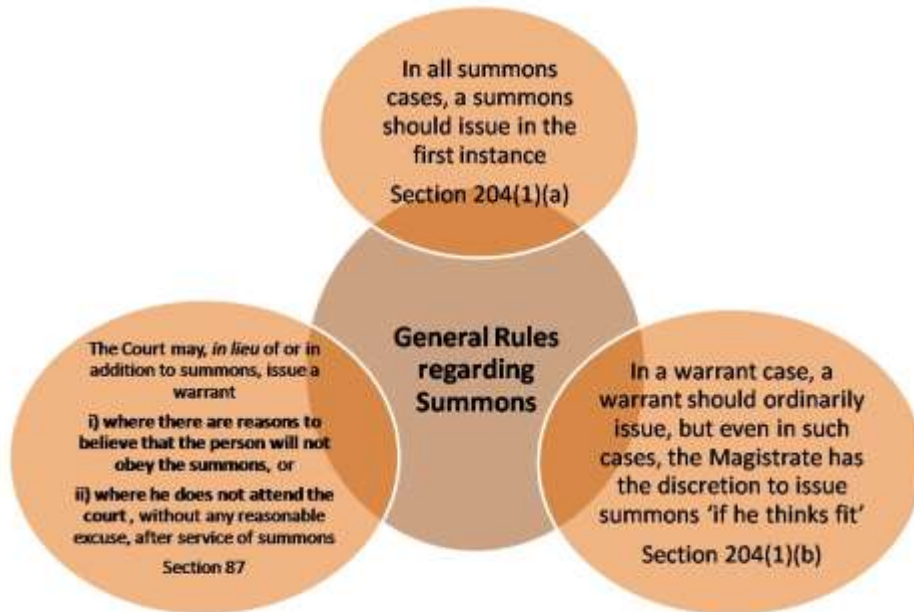 In all summons
cases, a summons
should issue in the
first instance
Section 204(1)(a)
General Rules
regarding
Summons
The Court may, in lieu of or in
addition to summons, issue a
warrant
i) where there are reasons to
believe that the person will not
obey the summons, or
ii) where he does not attend the
court , without any reasonable
excuse, after service of summons
Section 87
In a warrant case, a
warrant should ordinarily
issue, but even in such
cases, the Magistrate has
the discretion to issue
summons ‘if he thinks fit’
Section 204(1)(b)